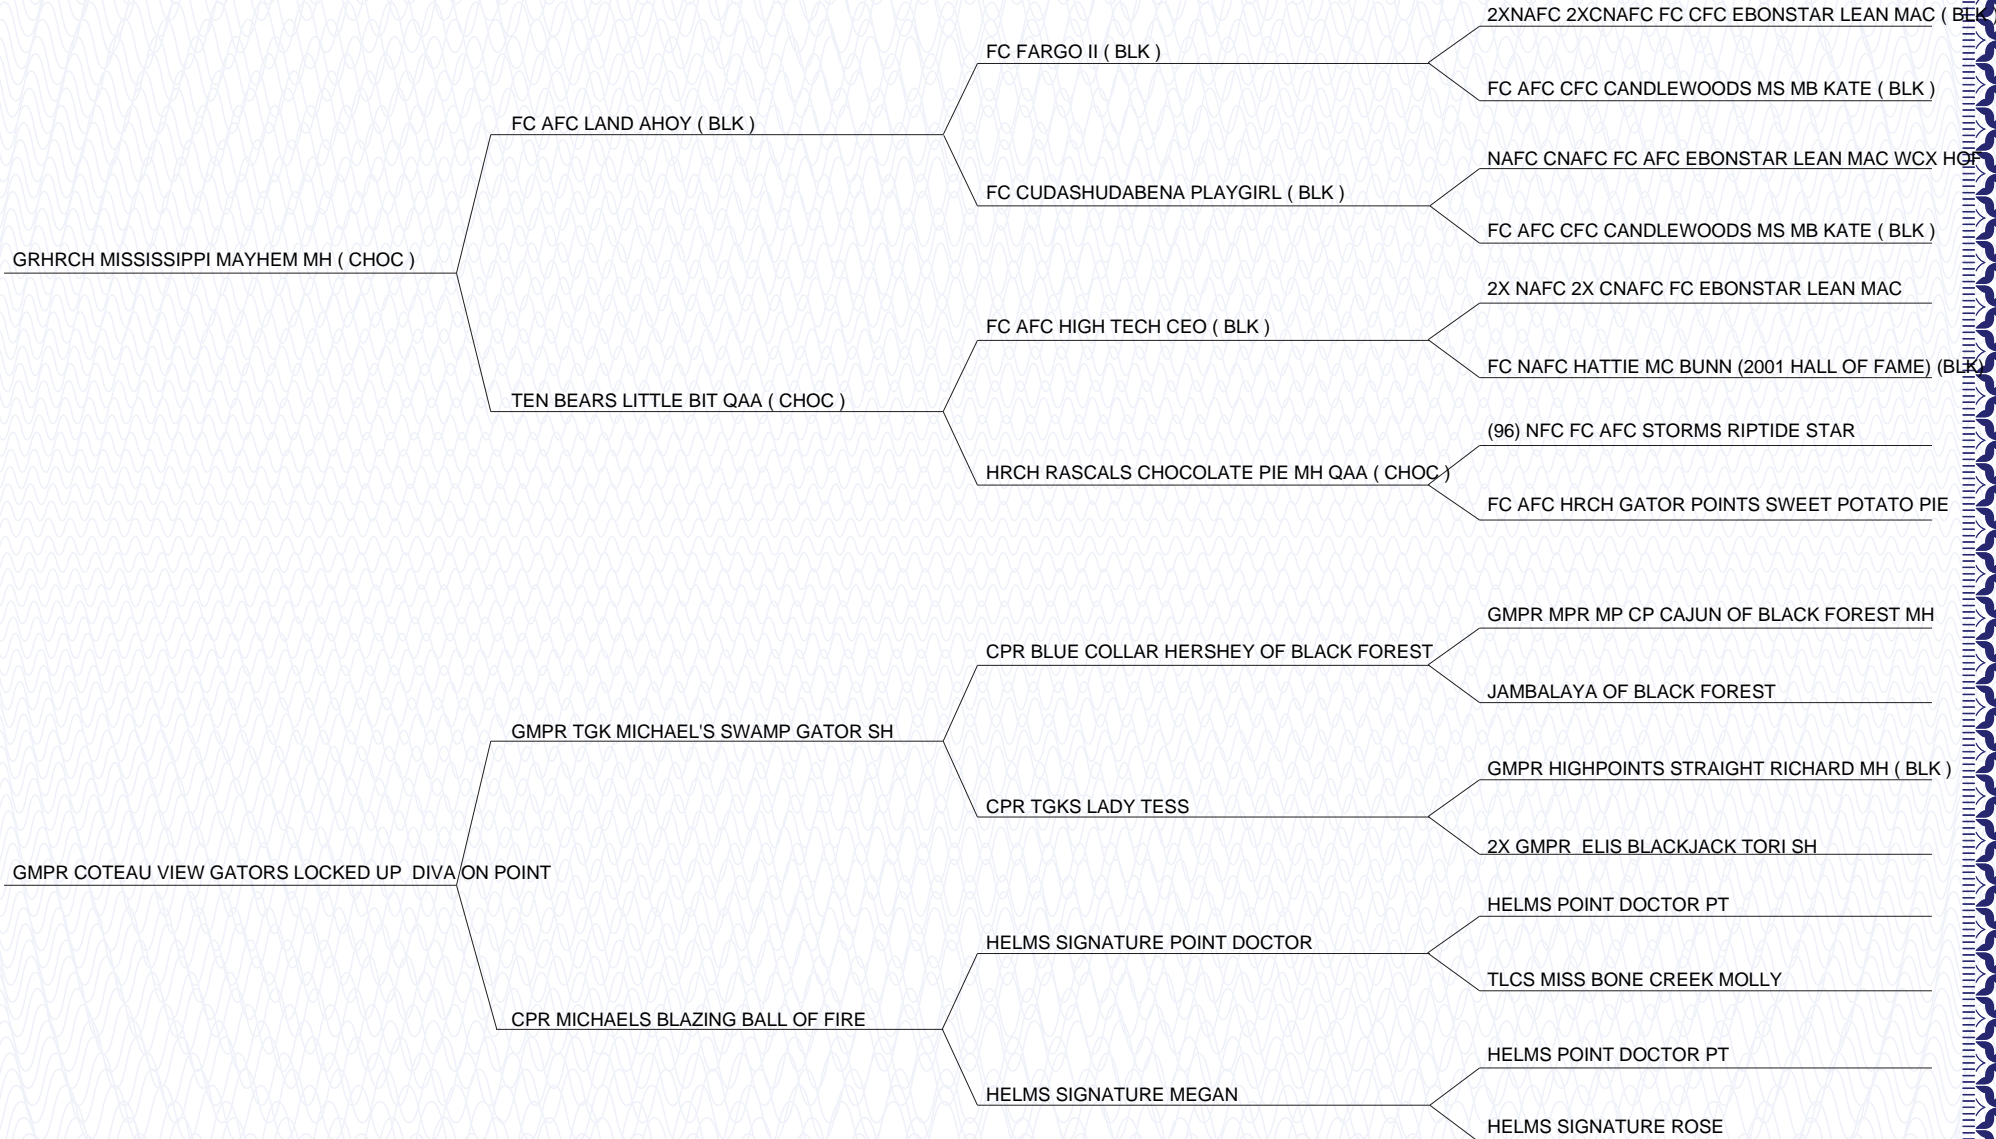 2XNAFC 2XCNAFC FC CFC EBONSTAR LEAN MAC ( BLK
FC FARGO II ( BLK )
FC AFC CFC CANDLEWOODS MS MB KATE ( BLK )
FC AFC LAND AHOY ( BLK )
NAFC CNAFC FC AFC EBONSTAR LEAN MAC WCX HOF
FC CUDASHUDABENA PLAYGIRL ( BLK )
FC AFC CFC CANDLEWOODS MS MB KATE ( BLK )
GRHRCH MISSISSIPPI MAYHEM MH ( CHOC )
2X NAFC 2X CNAFC FC EBONSTAR LEAN MAC
FC AFC HIGH TECH CEO ( BLK )
FC NAFC HATTIE MC BUNN (2001 HALL OF FAME) (BLK)
TEN BEARS LITTLE BIT QAA ( CHOC )
(96) NFC FC AFC STORMS RIPTIDE STAR
HRCH RASCALS CHOCOLATE PIE MH QAA ( CHOC )
FC AFC HRCH GATOR POINTS SWEET POTATO PIE
GMPR MPR MP CP CAJUN OF BLACK FOREST MH
CPR BLUE COLLAR HERSHEY OF BLACK FOREST
JAMBALAYA OF BLACK FOREST
GMPR TGK MICHAEL'S SWAMP GATOR SH
GMPR HIGHPOINTS STRAIGHT RICHARD MH ( BLK )
CPR TGKS LADY TESS
2X GMPR  ELIS BLACKJACK TORI SH
GMPR COTEAU VIEW GATORS LOCKED UP  DIVA ON POINT
HELMS POINT DOCTOR PT
HELMS SIGNATURE POINT DOCTOR
TLCS MISS BONE CREEK MOLLY
CPR MICHAELS BLAZING BALL OF FIRE
HELMS POINT DOCTOR PT
HELMS SIGNATURE MEGAN
HELMS SIGNATURE ROSE